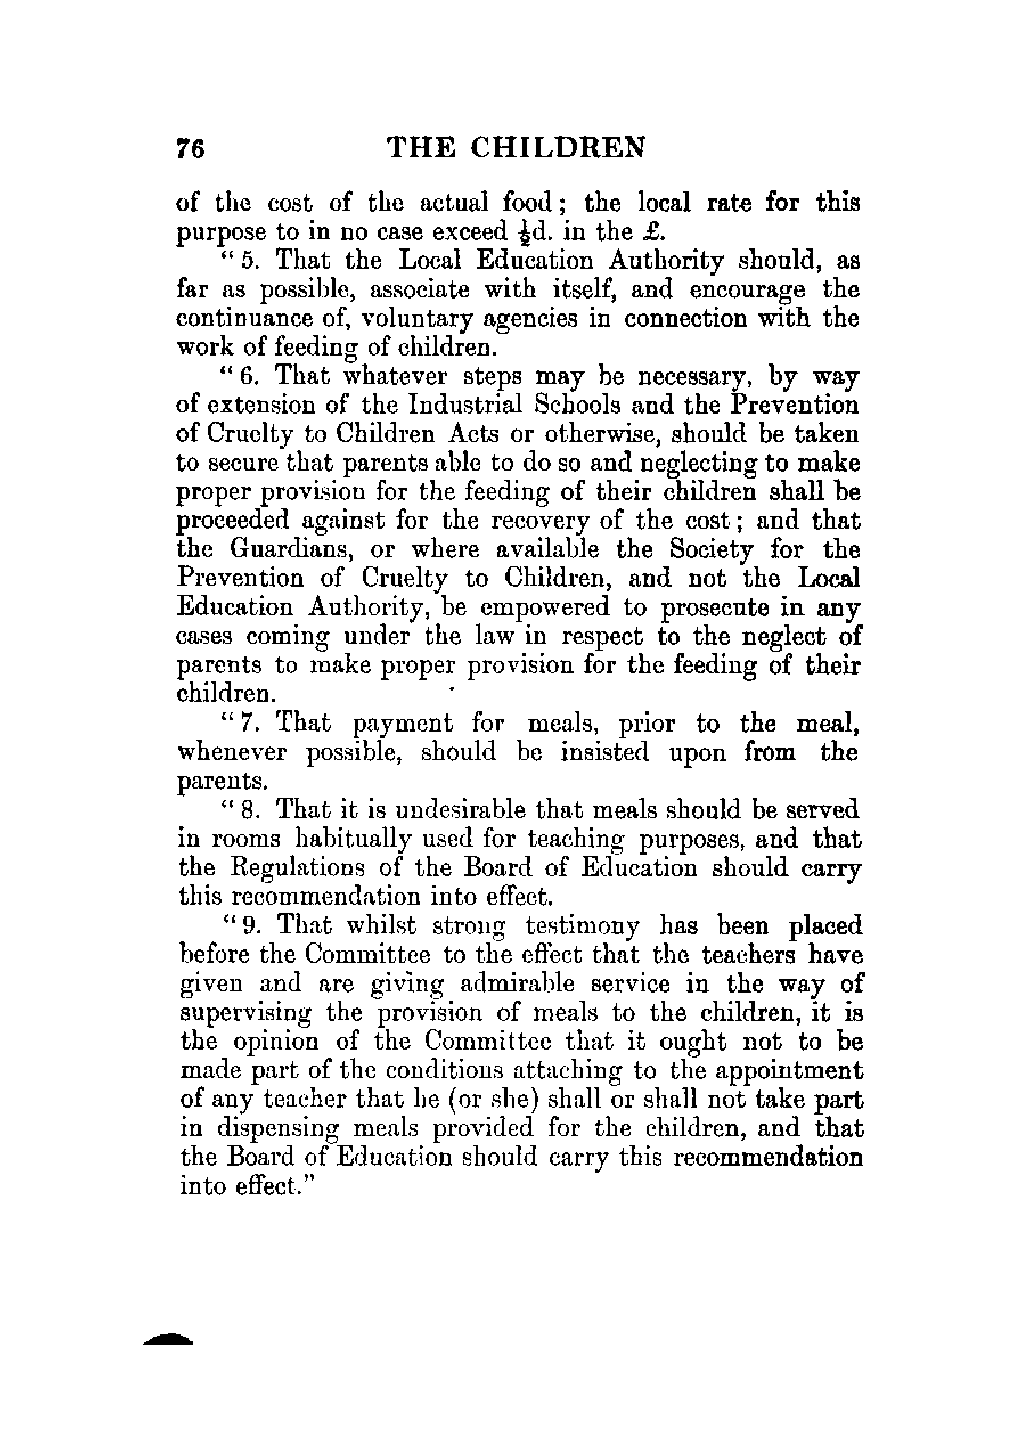 76 THE CHILDREN
of the cost of the actual food; the local rate for this
purpose to in no case exceed ½d. in the £.
“ 5. That the Local Education Authority should, as
far as possible, associate with itself, and encourage the
continuance of, voluntary agencies in connection with the
work of feeding of children.
“ 6. That whatever steps may be necessary, by way
of extension of the Industrial Schools and the Prevention
of Cruelty to Children Acts or otherwise, should be taken
to secure that parents able to do so and neglecting to make
proper provision for the feeding of their children shall be
proceeded against for the recovery of the cost; and that
the Guardians, or where available the Society for the
Prevention of Cruelty to Children, and not the Local
Education Authority, be empowered to prosecute in any
cases coming under the law in respect to the neglect of
parents to make proper provision for the feeding of their
children.
“ 7. That payment for meals, prior to the meal,
whenever possible, should be insisted upon from the
parents.
“ 8. That it is undesirable that meals should be served
in rooms habitually used for teaching purposes, and that
the Regulations of the Board of Education should carry
this recommendation into effect.
“ 9. That whilst strong testimony has been placed
before the Committee to the effect that the teachers have
given and are giving admirable service in the way of
supervising the provision of meals to the children, it is
the opinion of the Committee that it ought not to be
made part of the conditions attaching to the appointment
of any teacher that he (or she) shall or shall not take part
in dispensing meals provided for the children, and that
the Board of Education should carry this recommendation
into effect.”